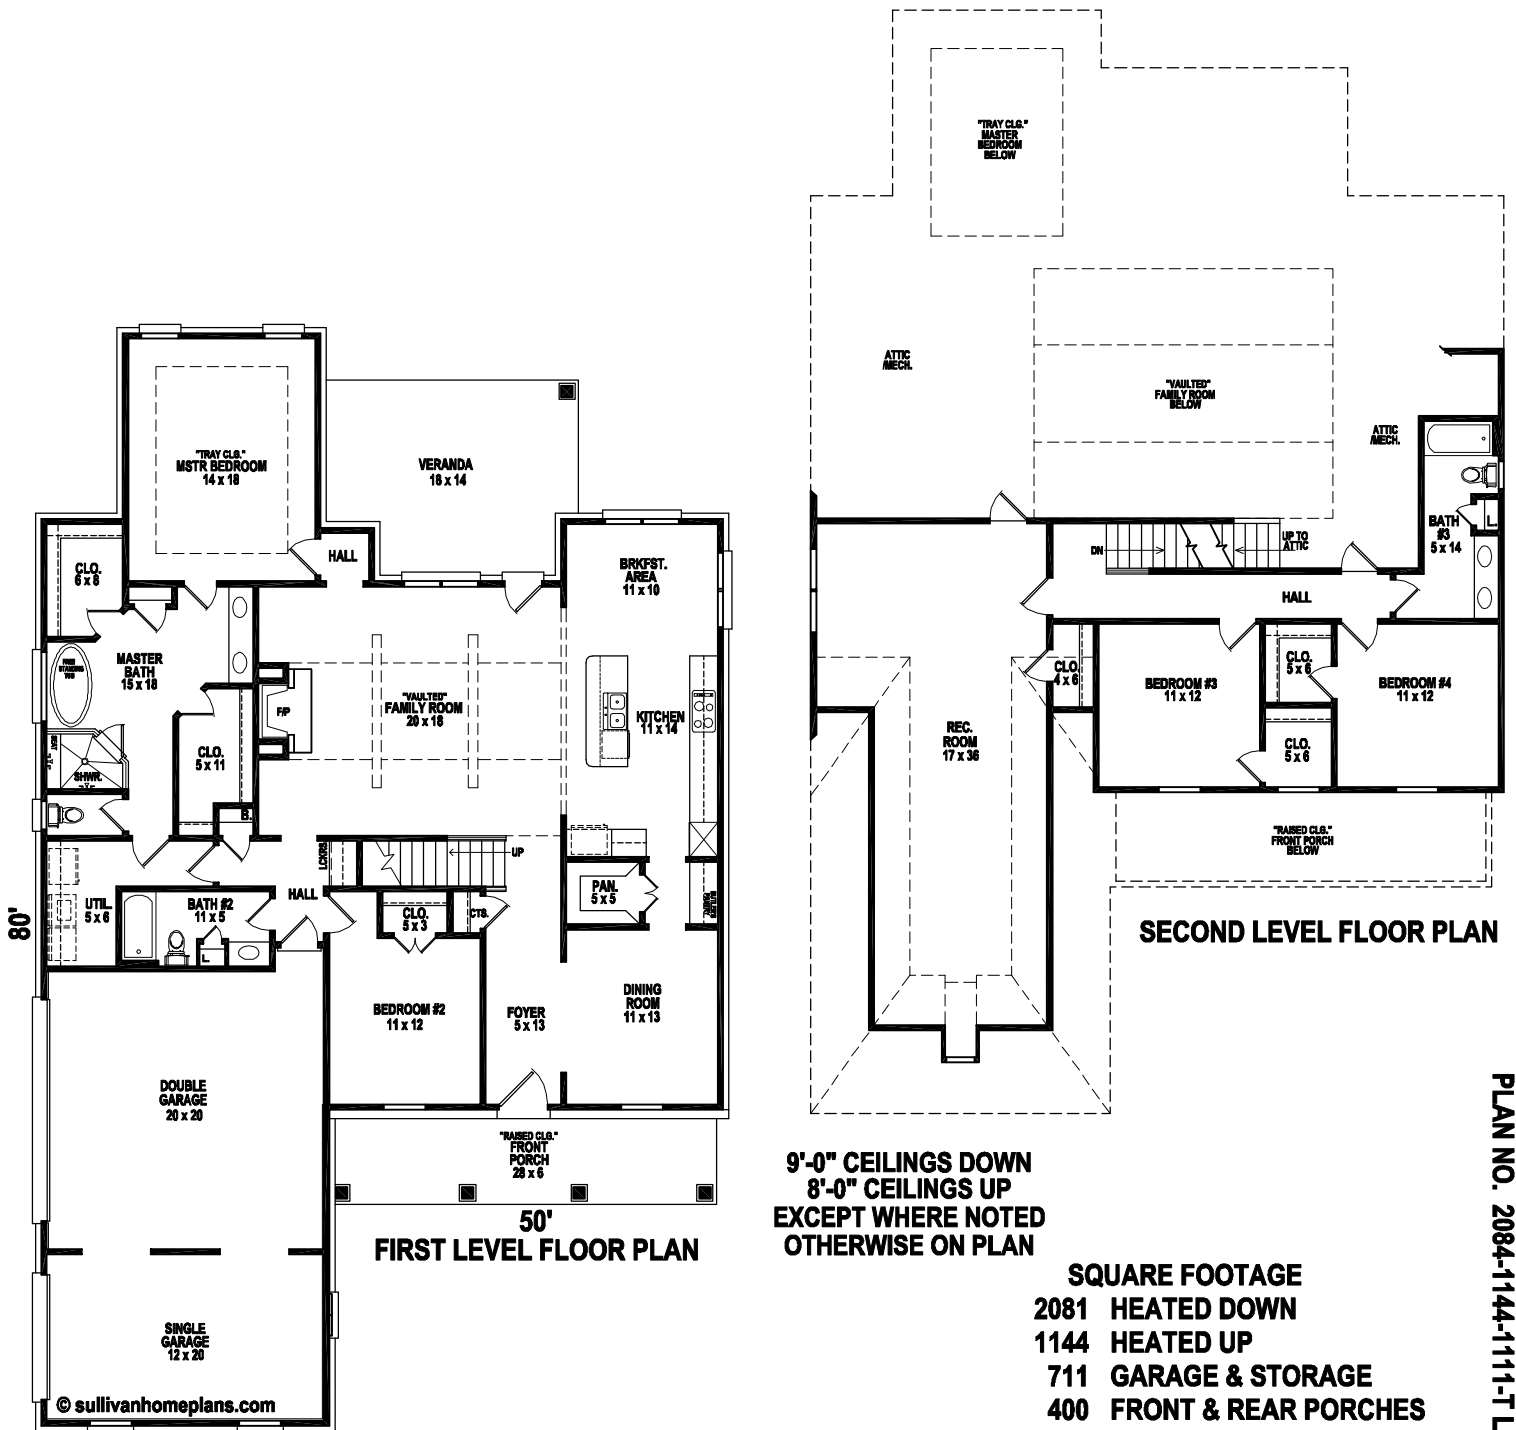 "TRAY CLG."
MASTER
BEDROOM
BELOW
ATTIC
/MECH.
"VAULTED"
FAMILY ROOM
BELOW
ATTIC
/MECH.
BATH
#3
5 x 14
L.
DN
UP TO
ATTIC
HALL
CLO.
4 x 6
BEDROOM #3
11 x 12
CLO.
5 x 6
BEDROOM #4
11 x 12
REC.
ROOM
17 x 36
CLO.
5 x 6
"RAISED CLG."
FRONT PORCH
BELOW
SECOND LEVEL FLOOR PLAN
"TRAY CLG."
MSTR BEDROOM
14 x 18
VERANDA
18 x 14
HALL
CLO.
6 x 8
BRKFST.
AREA
11 x 10
MASTER
BATH
15 x 18
FREE
STANDING
TUB
"VAULTED"
FAMILY ROOM
20 x 18
F/P
KITCHEN
11 x 14
CLO.
5 x 11
SEAT
SHWR.
B.
LCKRS
UP
PAN.
5 x 5
UTIL.
5 x 6
BATH #2
11 x 5
L.
HALL
CLO.
5 x 3
CTS.
BEDROOM #2
11 x 12
FOYER
5 x 13
DINING
ROOM
11 x 13
80'
DOUBLE
GARAGE
20 x 20
"RAISED CLG."
FRONT
PORCH
28 x 6
50'
FIRST LEVEL FLOOR PLAN
SINGLE
GARAGE
12 x 20
© sullivanhomeplans.com
9'-0" CEILINGS DOWN
8'-0" CEILINGS UP
EXCEPT WHERE NOTED
OTHERWISE ON PLAN
SQUARE FOOTAGE
2081 HEATED DOWN
1144 HEATED UP
711 GARAGE & STORAGE
400 FRONT & REAR PORCHES
PLAN NO. 2084-1144-1111-T L